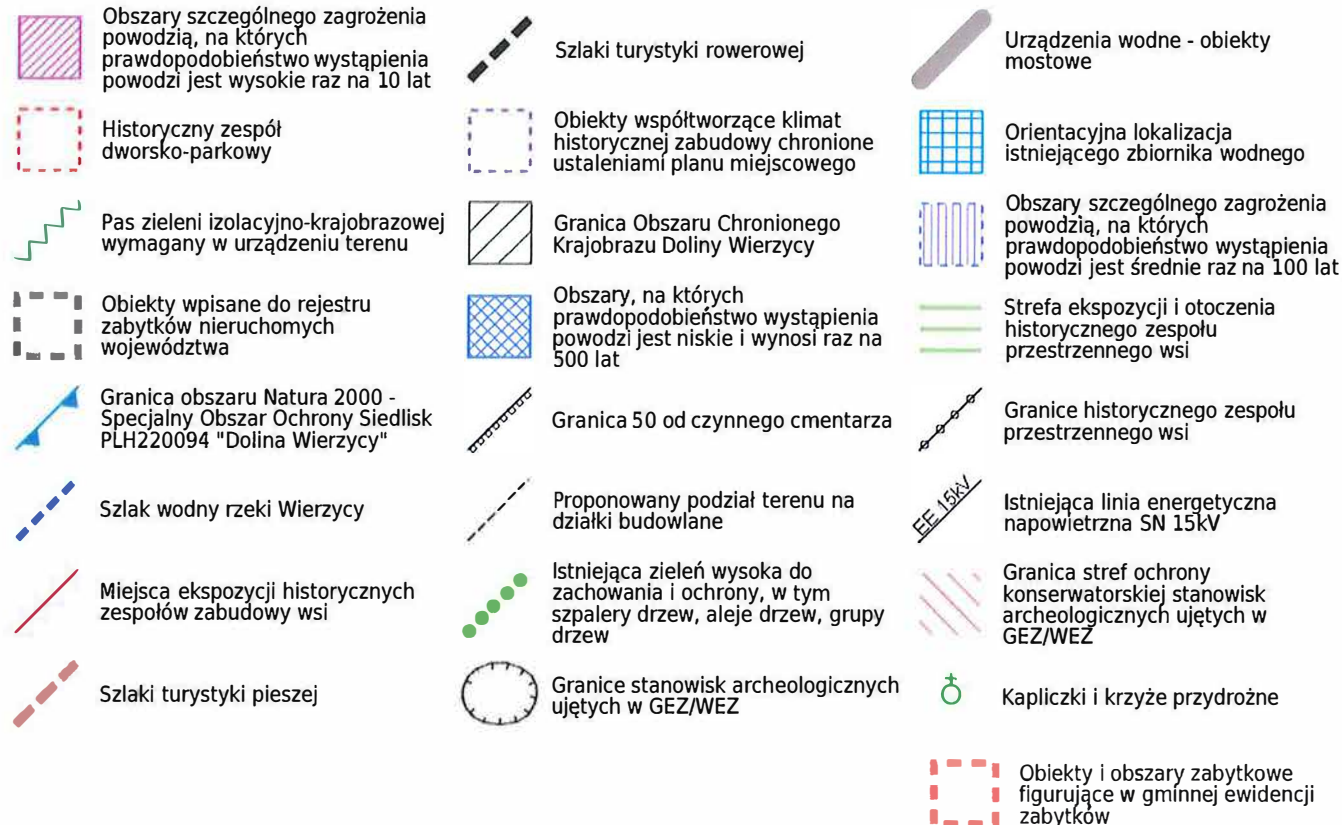 Obszary szczególnego zagrożenia
powodzią, na których
prawdopodobieństwo wystąpienia
powodzi jest wysokie raz na 10 lat
Historyczny zespół
dworsko-parkowy
Pas zieleni izolacyjno-krajobrazowej
wymagany w urządzeniu terenu
Obiekty wpisane do rejestru
zabytków nieruchomych
województwa
Granica obszaru Natura 2000 -
Specjalny Obszar Ochrony Siedlisk
PLH220094 "Dolina Wierzycy"
Szlak wodny rzeki Wierzycy
Miejsca ekspozycji historycznych
zespołów zabudowy wsi
Szlaki turystyki pieszej
Szlaki turystyki rowerowej
Obiekty współtworzące klimat
historycznej zabudowy chronione
ustaleniami planu miejscowego
Granica Obszaru Chronionego
Krajobrazu Doliny Wierzycy
Obszary, na których
prawdopodobieństwo wystąpienia
powodzi jest niskie i wynosi raz na
500 lat
Granica 50 od czynnego cmentarza
Proponowany podział terenu na
działki budowlane
Istniejąca zieleń wysoka do
zachowania i ochrony, w tym
szpalery drzew, aleje drzew, grupy
drzew
Granice stanowisk archeologicznych
ujętych w GEZ/WEZ
Urządzenia wodne - obiekty
mostowe
Orientacyjna lokalizacja
istniejącego zbiornika wodnego
Obszary szczególnego zagrożenia
powodzią, na których
prawdopodobieństwo wystąpienia
powodzi jest średnie raz na 100 lat
Strefa ekspozycji i otoczenia
historycznego zespołu
przestrzennego wsi
Granice historycznego zespołu
przestrzennego wsi
EE 15kV
Istniejąca linia energetyczna
napowietrzna SN 15kV
Granica stref ochrony
konserwatorskiej stanowisk
archeologicznych ujętych w
GEZ/WEZ
Kapliczki i krzyże przydrożne
Obiekty i obszary zabytkowe
figurujące w gminnej ewidencji
zabytków